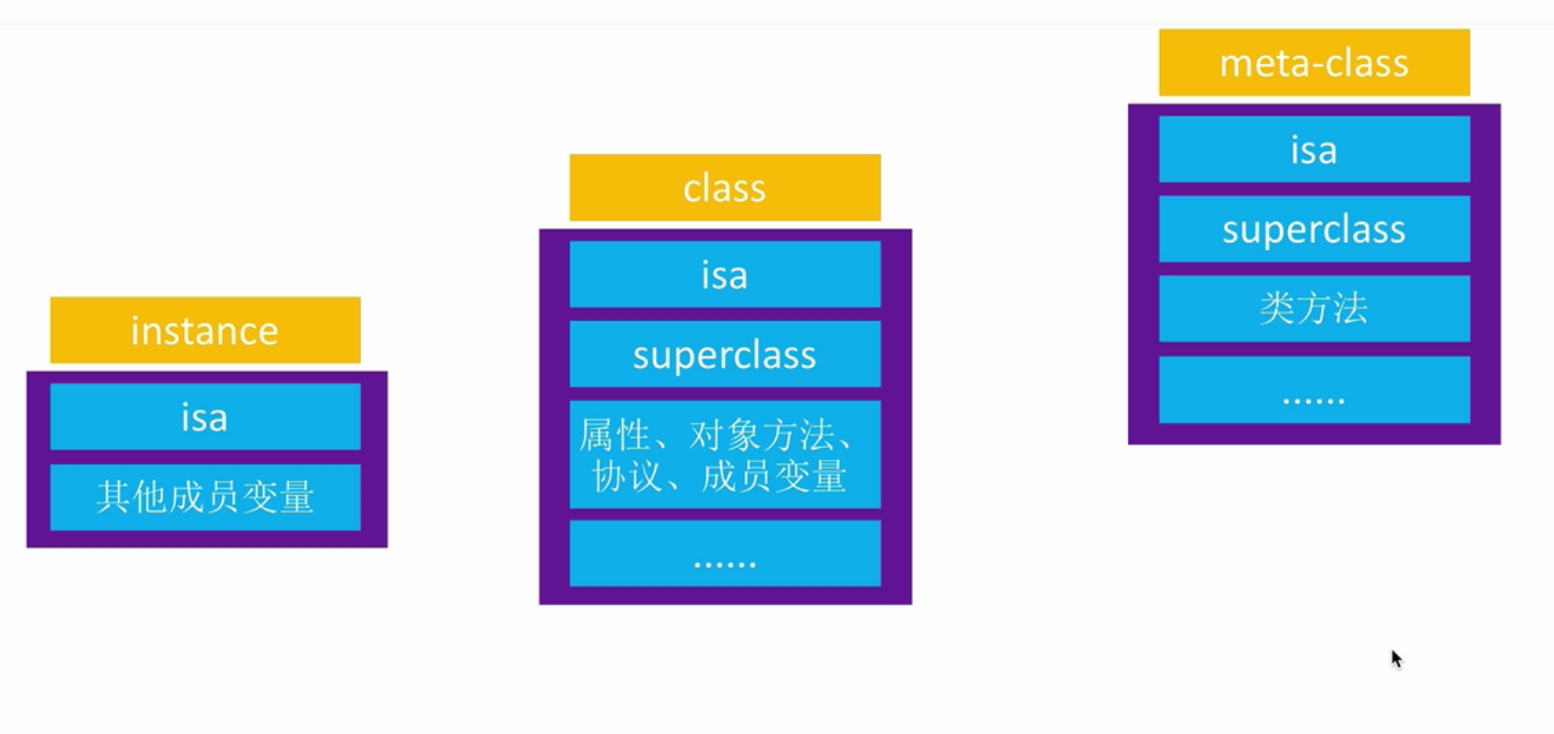 instance
isa
其他成员变量
class
isa
superclass
属性、对象方法、
协议、成员变量
......
meta-class
isa
superclass
类方法
......